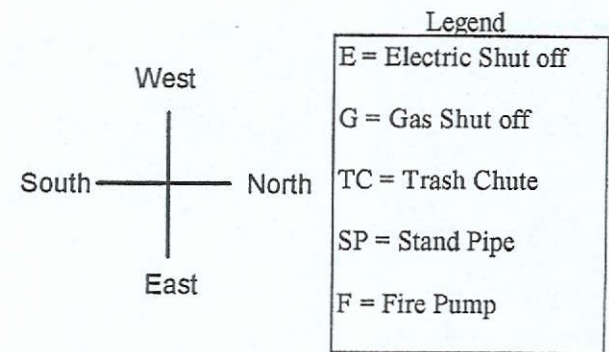 Legend
E = Electric Shut off
G = Gas Shut off
TC = Trash Chute
SP = Stand Pipe
F = Fire Pump
West
South
North
East